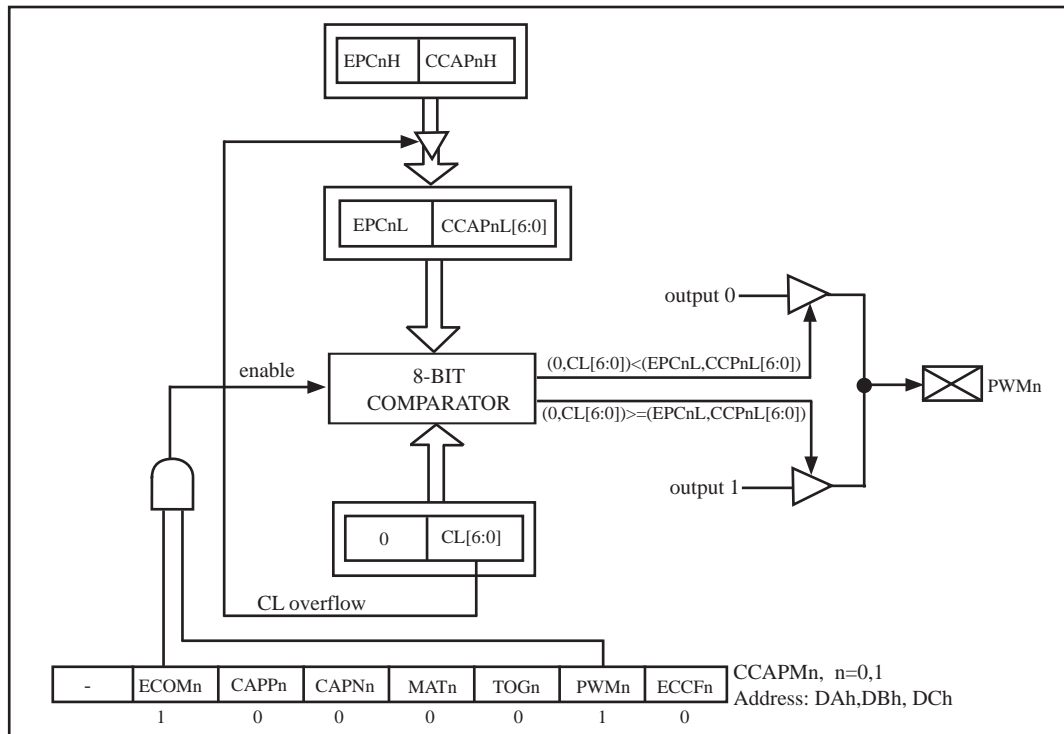 EPCnH CCAPnH
EPCnL CCAPnL[6:0]
output 0
(0,CL[6:0])<(EPCnL,CCPnL[6:0])
enable
8-BIT
COMPARATOR
PWMn
(0,CL[6:0])>=(EPCnL,CCPnL[6:0])
output 1
0 CL[6:0]
CL overflow
- ECOMn CAPPn CAPNn MATn TOGn PWMn ECCFn
CCAPMn, n=0,1
Address: DAh,DBh, DCh
1 0 0 0 0 1 0